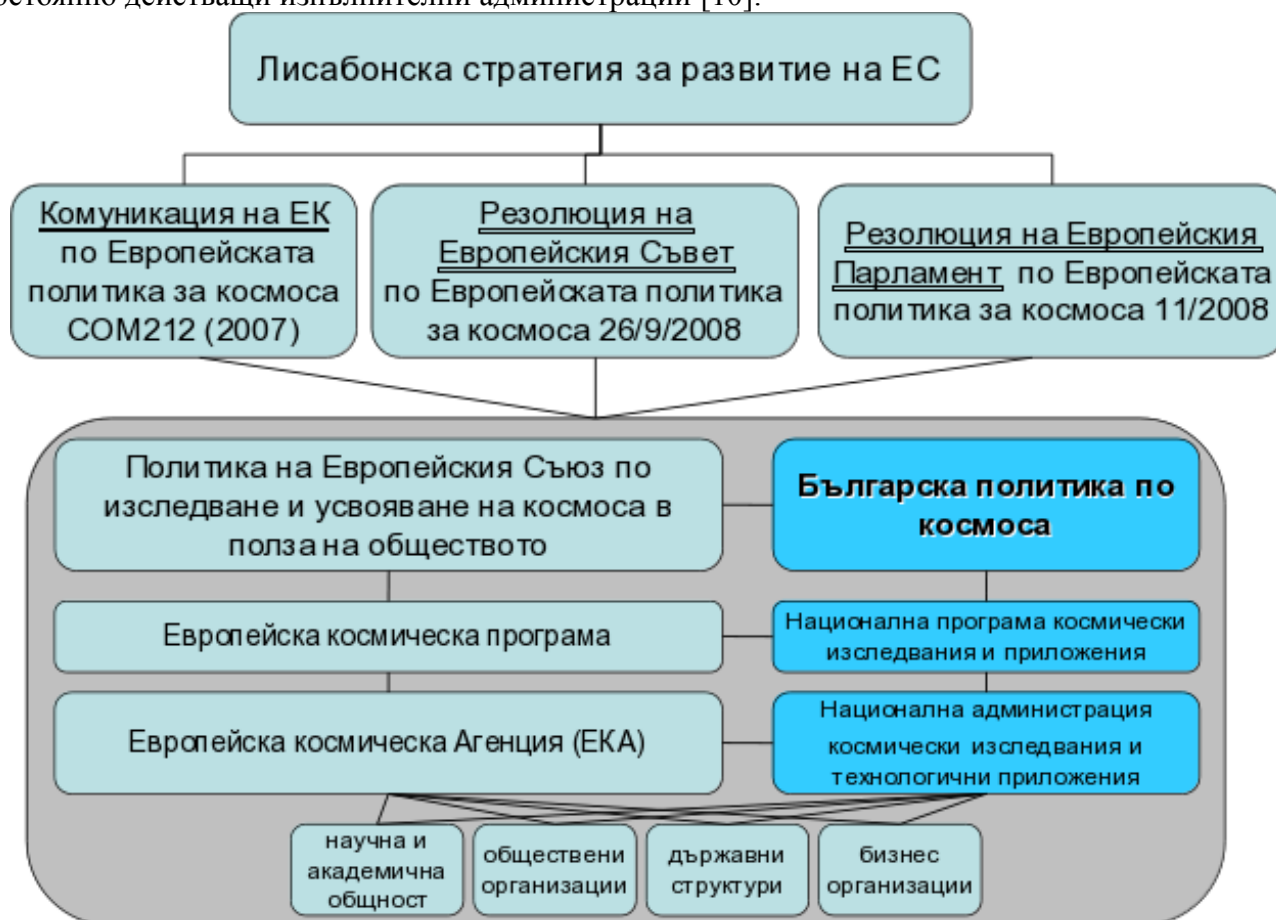 действащи изпълнителни администрации [10].
Лисабонска стратегия за развитие на ЕС
Комуникация на ЕК
по Европейската
политика за космоса
COM212 (2007)
Резолюция на
Европейския Съвет
по Европейската политика
за космоса 26/9/2008
Резолюция на Европейския
Парламент по Европейската
политика за космоса 11/2008
Политика на Европейския Съюз по
изследване и усвояване на космоса в
полза на обществото
Българска политика по
космоса
Европейска космическа програма
Национална програма космически
изследвания и приложения
Европейска космическа Агенция (ЕКА)
Национална администрация
космически изследвания и
технологични приложения
научна и
академична
общност
обществени
организации
държавни
структури
бизнес
организации